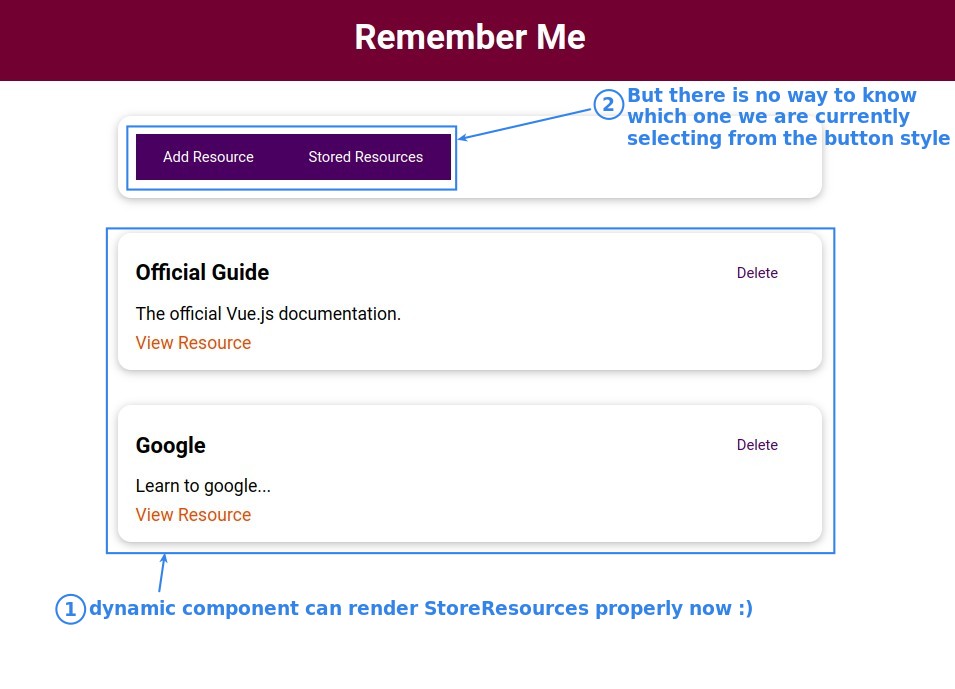 Remember Me
2 But there is no way to know
which one we are currently
selecting from the button style
Add Resource Stored Resources
Official Guide Delete
The official Vue.js documentation.
View Resource
Google Delete
Learn to google...
View Resource
1 dynamic component can render StoreResources properly now :)